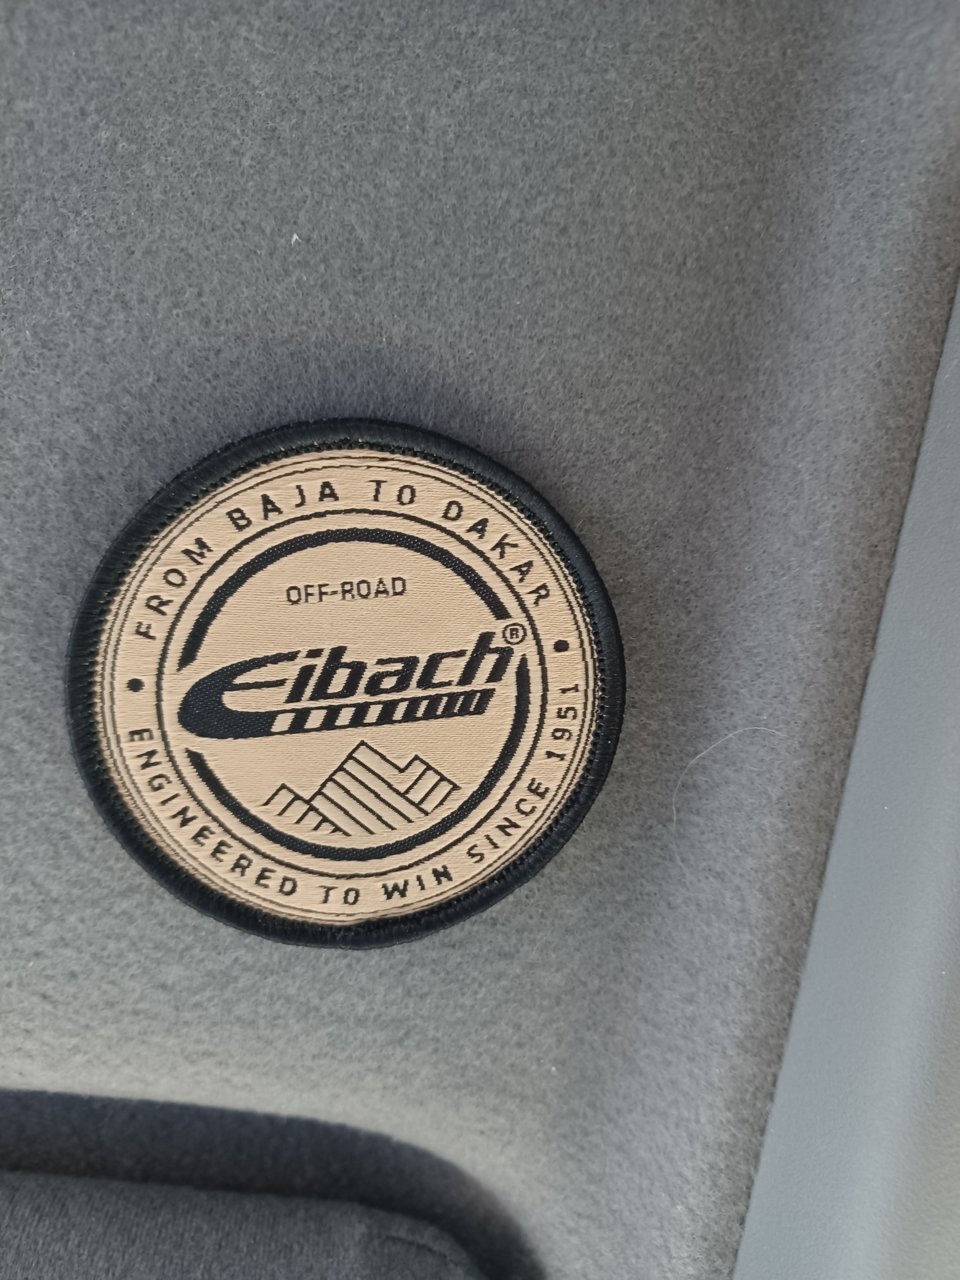 FROM BAJA TO DAKAR
OFF-ROAD
Eibach®
ENGINEERED TO WIN SINCE 1951